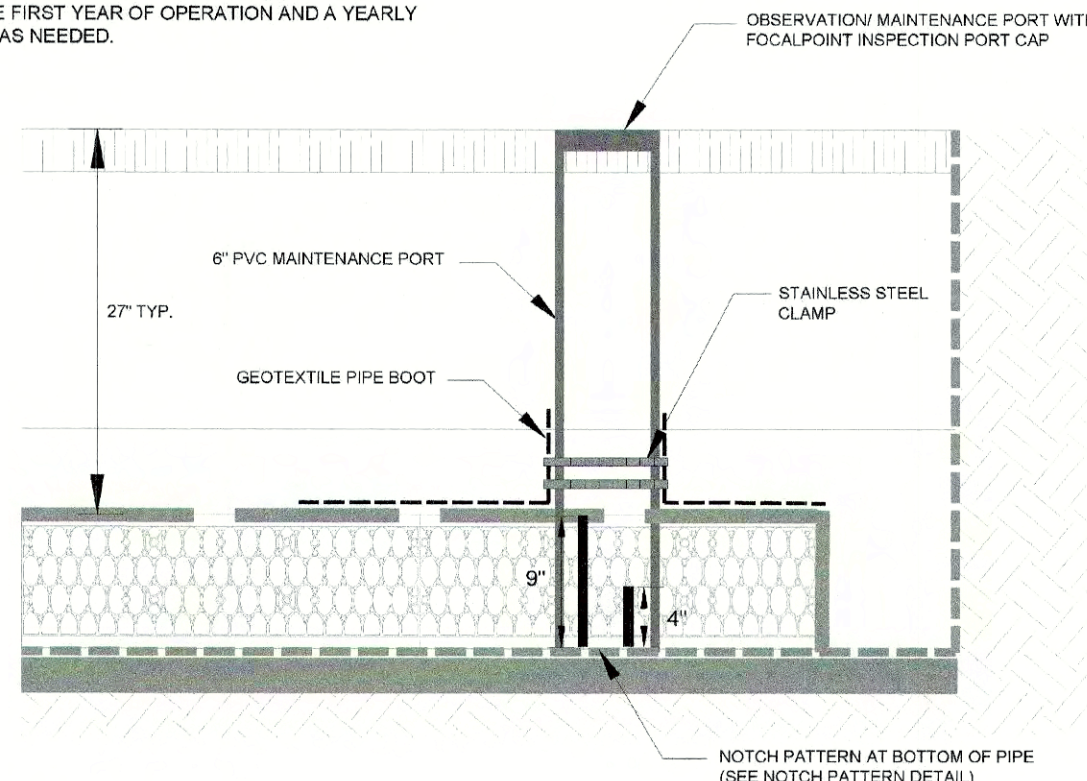 E FIRST YEAR OF OPERATION AND A YEARLY
AS NEEDED.
OBSERVATION/ MAINTENANCE PORT WITH
FOCALPOINT INSPECTION PORT CAP
6" PVC MAINTENANCE PORT
STAINLESS STEEL
CLAMP
27" TYP.
GEOTEXTILE PIPE BOOT
9"
4"
NOTCH PATTERN AT BOTTOM OF PIPE
(SEE NOTCH PATTERN DETAIL)